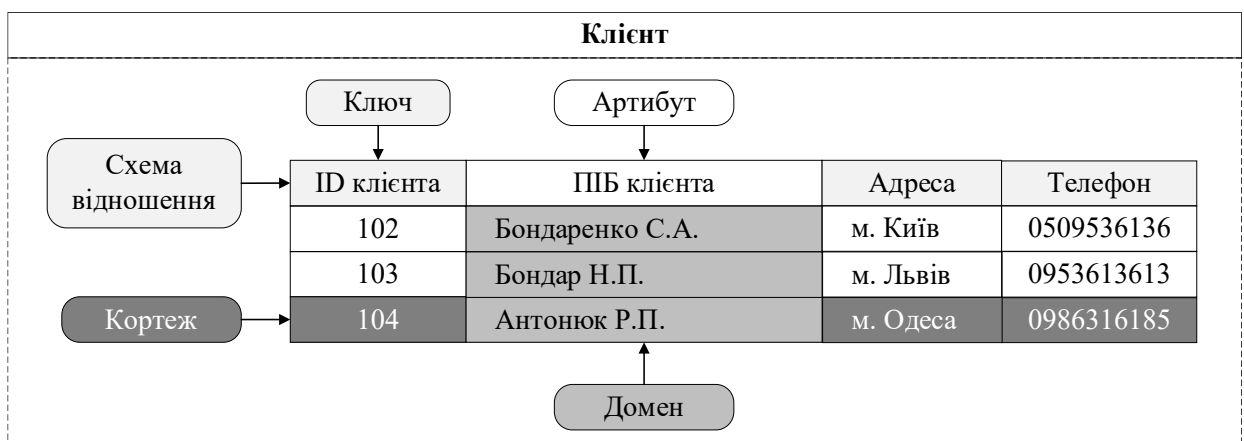 Клієнт
Ключ
Артибут
Схема
відношення
ID клієнта ПІБ клієнта Адреса Телефон
102 Бондаренко С.А. м. Київ 0509536136
103 Бондар Н.П. м. Львів 0953613613
Кортеж 104 Антонюк Р.П. м. Одеса 0986316185
Домен